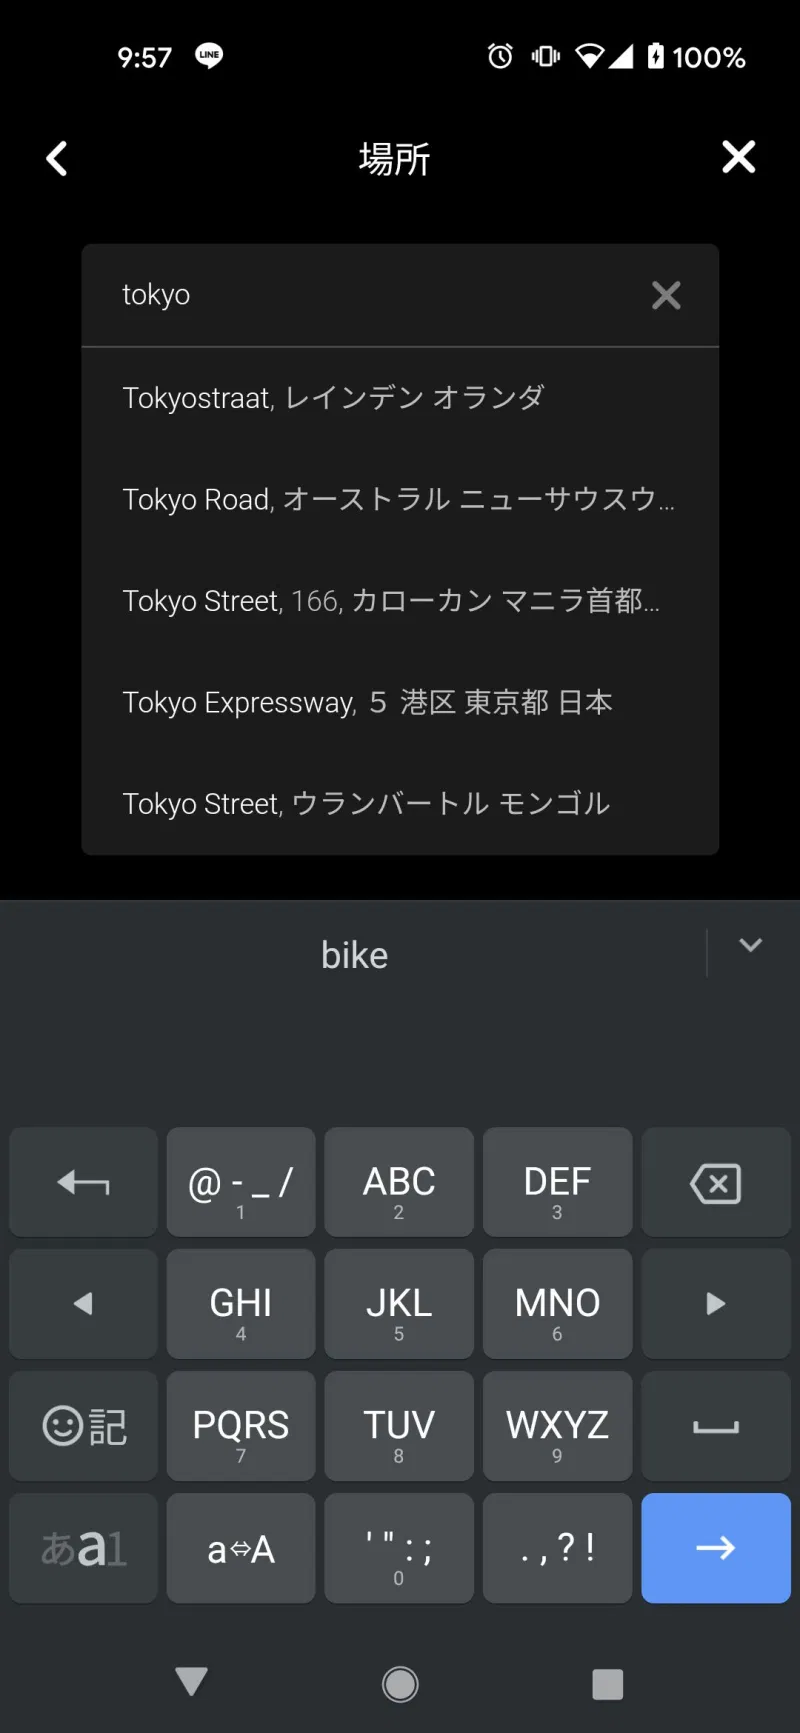 9:57 LINE 100%
場所
tokyo
Tokyostraat, レインデン オランダ
Tokyo Road, オーストラル ニューサウスウ...
Tokyo Street, 166, カローカン マニラ首都...
Tokyo Expressway, 5 港区 東京都 日本
Tokyo Street, ウランバートル モンゴル
bike
@ - _ / ABC DEF
1 2 3
GHI JKL MNO
4 5 6
記 PQRS TUV WXYZ
7 8 9
あa1 a⇔A ' " : ; . , ? !
0